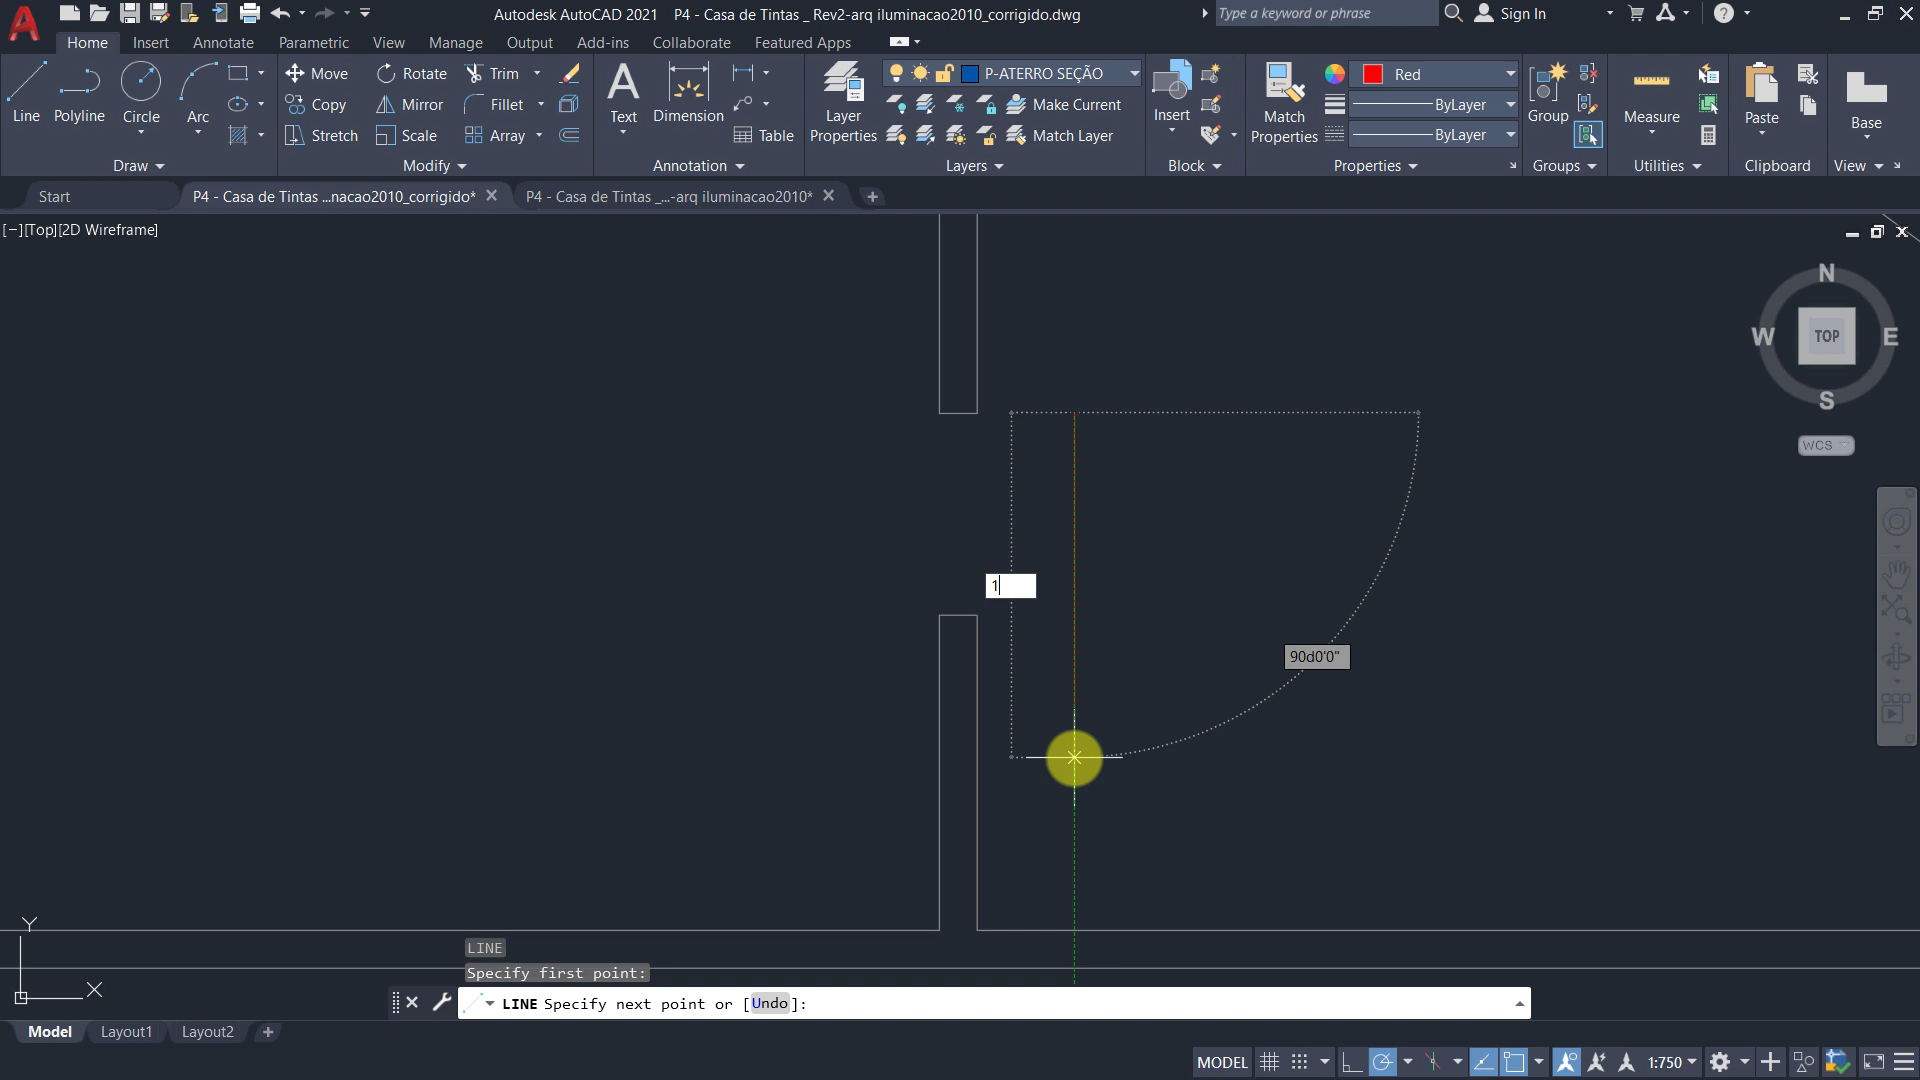 Autodesk AutoCAD 2021 P4 - Casa de Tintas _ Rev2-arq iluminacao2010_corrigido.dwg
Type a keyword or phrase
Sign In
Home Insert Annotate Parametric View Manage Output Add-ins Collaborate Featured Apps
Line Polyline Circle Arc
Move Rotate Trim
Copy Mirror Fillet
Stretch Scale Array
Text Dimension Table
Layer Properties
P-ATERRO SEÇÃO
Make Current
Match Layer
Insert
Match Properties
Red
ByLayer
ByLayer
Group
Measure
Paste
Base
Draw Modify Annotation Layers Block Properties Groups Utilities Clipboard View
Start
P4 - Casa de Tintas ...nacao2010_corrigido*
P4 - Casa de Tintas _...-arq iluminacao2010*
[−][Top][2D Wireframe]
N
W TOP E
S
WCS
1
90d0'0"
Y
X
LINE
Specify first point:
LINE Specify next point or [Undo]:
Model Layout1 Layout2
MODEL
1:750